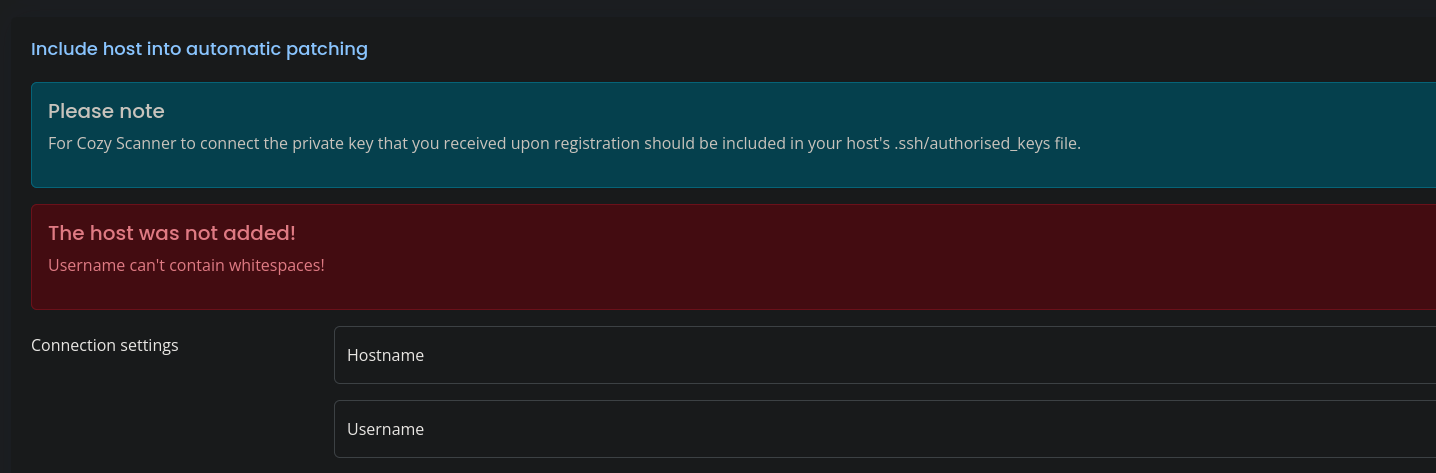 Include host into automatic patching
Please note
For Cozy Scanner to connect the private key that you received upon registration should be included in your host's .ssh/authorised_keys file.
The host was not added!
Username can't contain whitespaces!
Connection settings
Hostname
Username